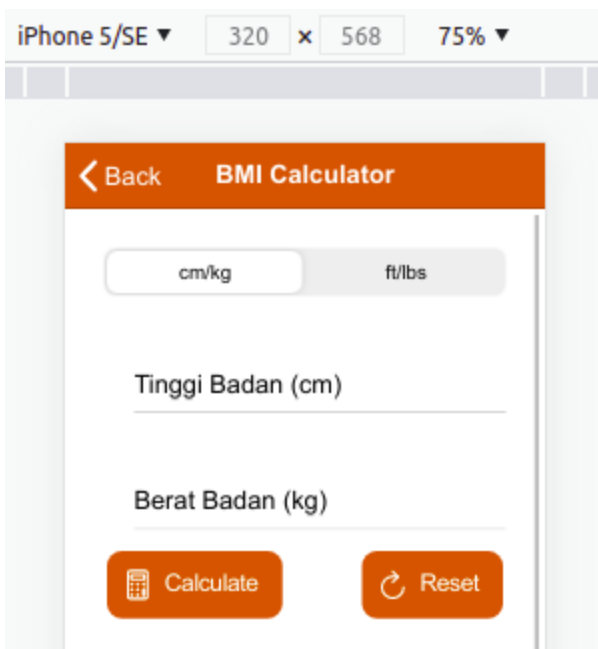 iPhone 5/SE ▼ 320 × 568 75% ▼
Back BMI Calculator
cm/kg ft/lbs
Tinggi Badan (cm)
Berat Badan (kg)
Calculate Reset